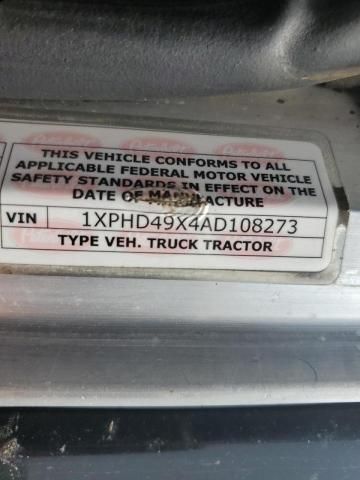 THIS VEHICLE CONFORMS TO ALL
APPLICABLE FEDERAL MOTOR VEHICLE
SAFETY STANDARDS IN EFFECT ON THE
DATE OF MANUFACTURE
VIN 1XPHD49X4AD108273
TYPE VEH. TRUCK TRACTOR